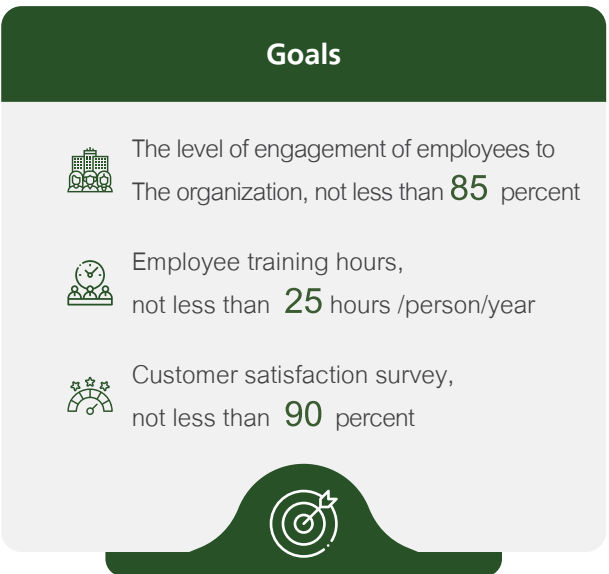 Goals
The level of engagement of employees to
The organization, not less than 85 percent
Employee training hours,
not less than 25 hours /person/year
Customer satisfaction survey,
not less than 90 percent